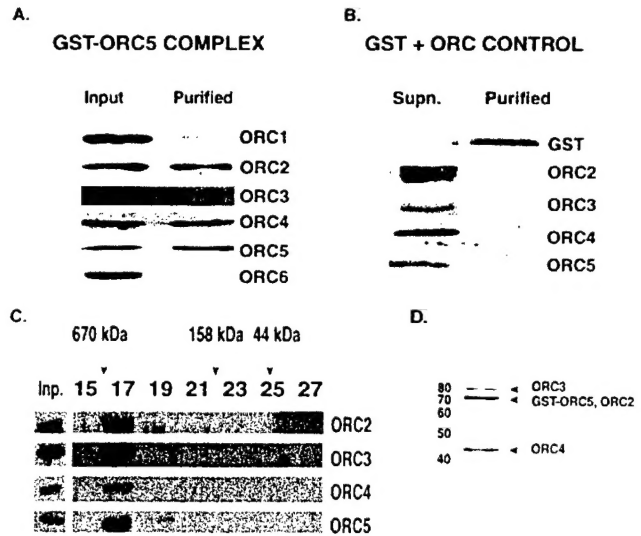 A.
GST-ORC5 COMPLEX
Input Purified
ORC1
ORC2
ORC3
ORC4
ORC5
ORC6
B.
GST + ORC CONTROL
Supn. Purified
GST
ORC2
ORC3
ORC4
ORC5
C.
670 kDa 158 kDa 44 kDa
Inp. 15 17 19 21 23 25 27
ORC2
ORC3
ORC4
ORC5
D.
80
70
60
50
40
ORC3
GST-ORC5, ORC2
ORC4